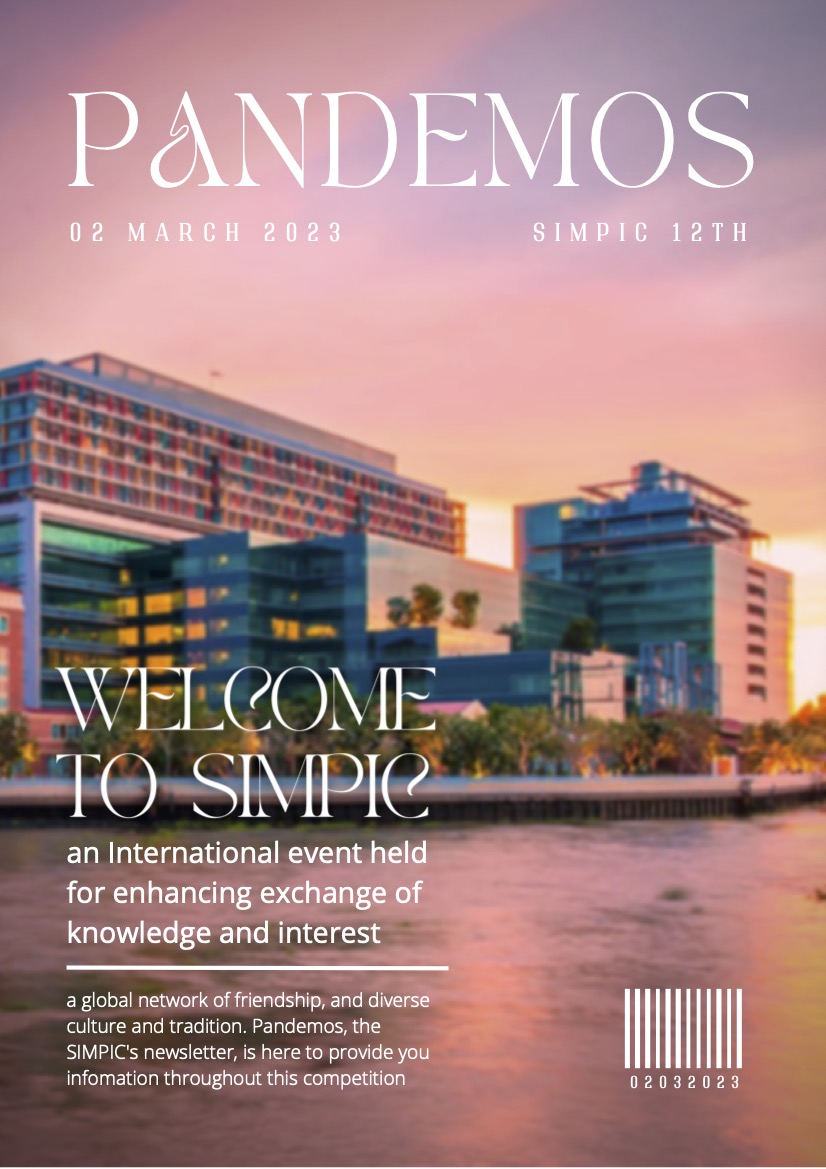 PANDEMOS
02 MARCH 2023 SIMPIC 12TH
WELCOME
TO SIMPIC
an International event held
for enhancing exchange of
knowledge and interest
a global network of friendship, and diverse
culture and tradition. Pandemos, the
SIMPIC's newsletter, is here to provide you
infomation throughout this competition
02032023